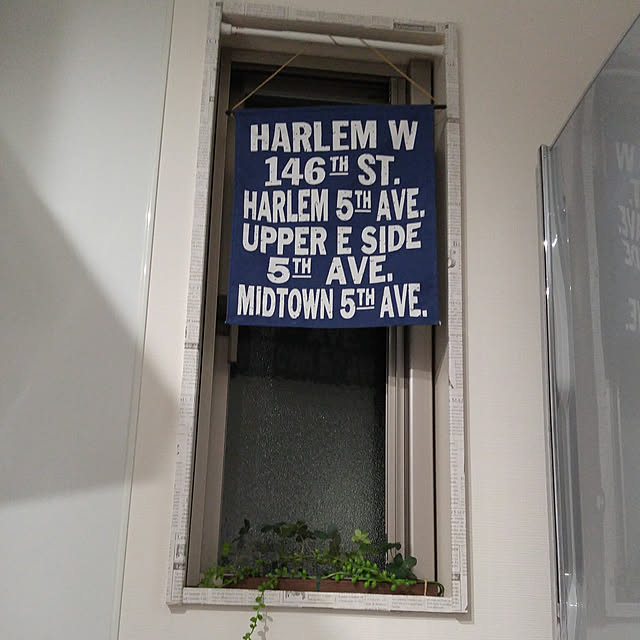 HARLEM W
146TH ST.
HARLEM 5TH AVE.
UPPER E SIDE
5TH AVE.
MIDTOWN 5TH AVE.